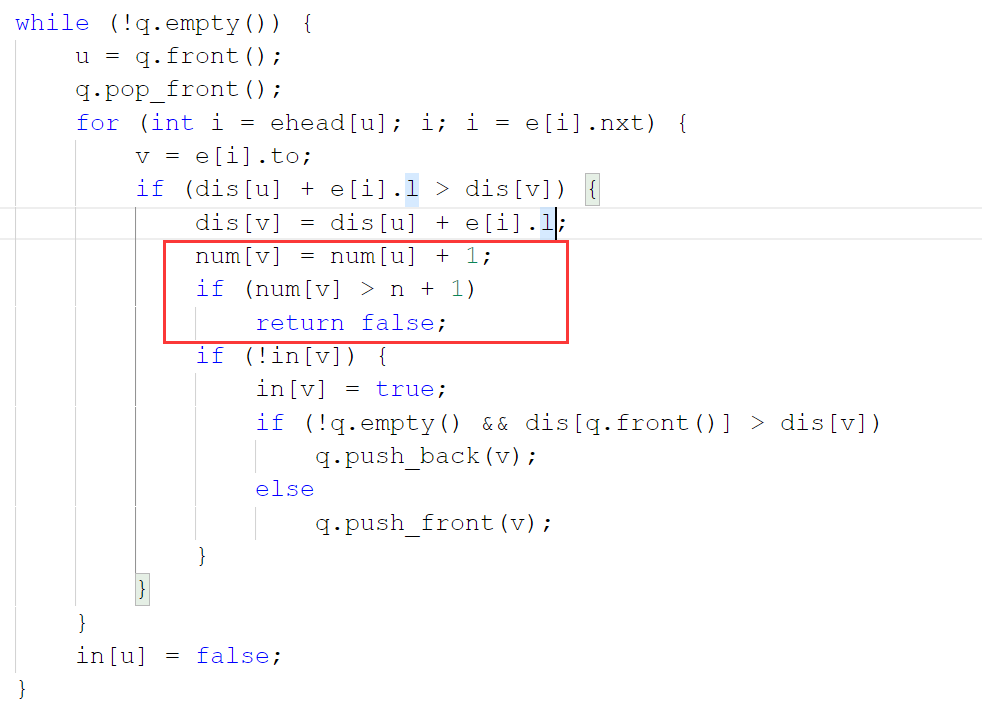 while (!q.empty()) {
    u = q.front();
    q.pop_front();
    for (int i = ehead[u]; i; i = e[i].nxt) {
        v = e[i].to;
        if (dis[u] + e[i].l > dis[v]) {
            dis[v] = dis[u] + e[i].l;
            num[v] = num[u] + 1;
            if (num[v] > n + 1)
                return false;
            if (!in[v]) {
                in[v] = true;
                if (!q.empty() && dis[q.front()] > dis[v])
                    q.push_back(v);
                else
                    q.push_front(v);
            }
        }
    }
    in[u] = false;
}